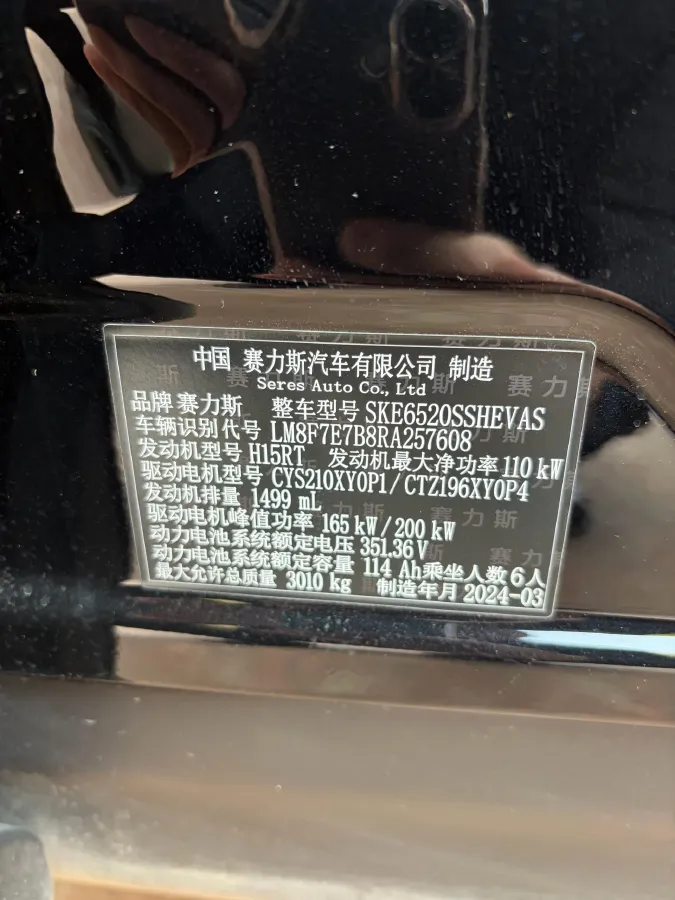 中国 赛力斯汽车有限公司 制造
Seres Auto Co., Ltd
品牌 赛力斯 整车型号 SKE6520SSHEVAS
车辆识别代号 LM8F7E7B8RA257608
发动机型号 H15RT 发动机最大净功率 110 kW
驱动电机型号 CYS210XY0P1/CTZ196XY0P4
发动机排量 1499 mL
驱动电机峰值功率 165 kW/200 kW
动力电池系统额定电压 351.36 V
动力电池系统额定容量 114 Ah 乘坐人数 6人
最大允许总质量 3010 kg 制造年月 2024-03